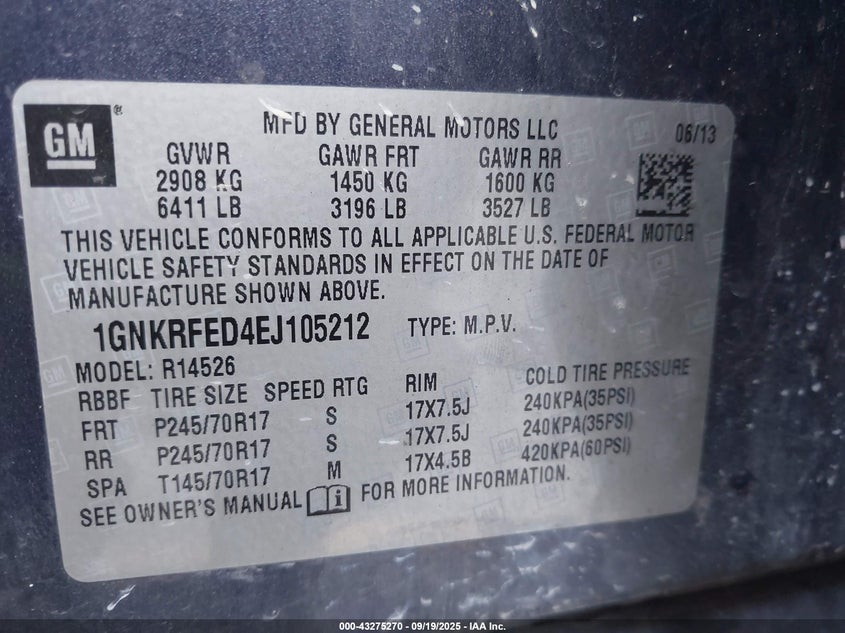 GM ®
MFD BY GENERAL MOTORS LLC 06/13
GVWR GAWR FRT GAWR RR
2908 KG 1450 KG 1600 KG
6411 LB 3196 LB 3527 LB
THIS VEHICLE CONFORMS TO ALL APPLICABLE U.S. FEDERAL MOTOR
VEHICLE SAFETY STANDARDS IN EFFECT ON THE DATE OF
MANUFACTURE SHOWN ABOVE.
1GNKRFED4EJ105212 TYPE: M.P.V.
MODEL: R14526
RBBF TIRE SIZE SPEED RTG RIM COLD TIRE PRESSURE
FRT P245/70R17 S 17X7.5J 240KPA(35PSI)
RR P245/70R17 S 17X7.5J 240KPA(35PSI)
SPA T145/70R17 M 17X4.5B 420KPA(60PSI)
SEE OWNER'S MANUAL i FOR MORE INFORMATION.
000-43275270 - 09/19/2025 - IAA Inc.